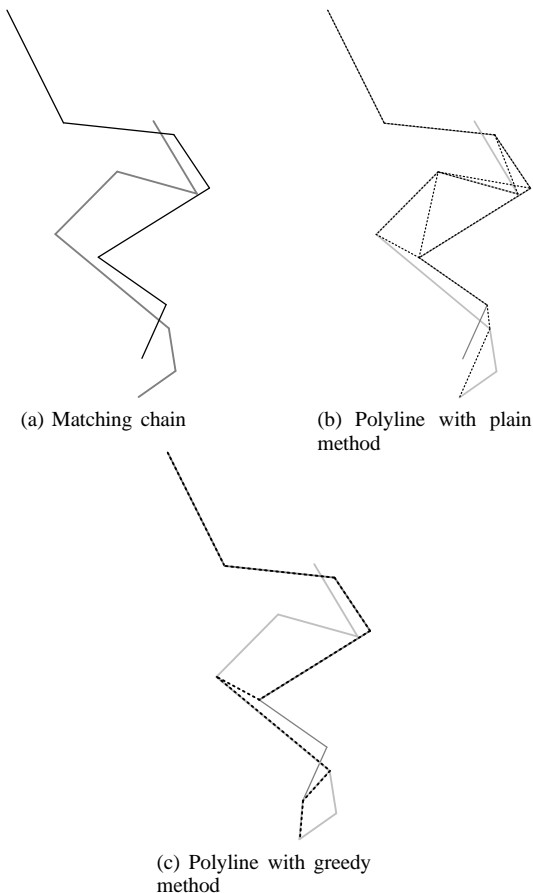 (a) Matching chain
(b) Polyline with plain
method
(c) Polyline with greedy
method